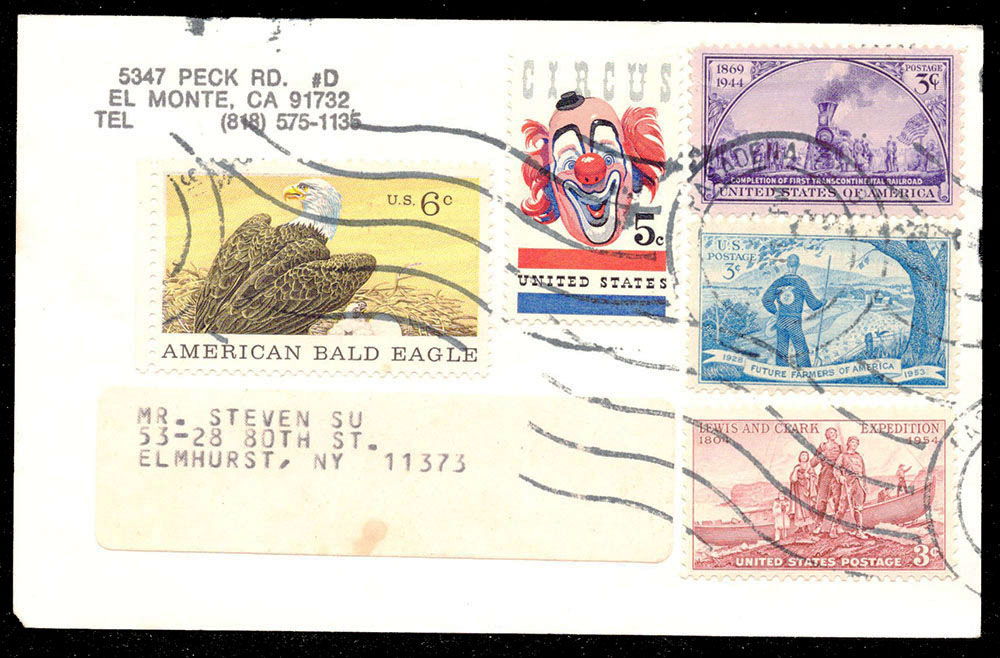 5347 PECK RD. #D
EL MONTE, CA 91732
TEL (818) 575-1135
U.S. 6c
AMERICAN BALD EAGLE
CIRCUS
5c
UNITED STATES
1869
1944
POSTAGE
3¢
COMPLETION OF FIRST TRANSCONTINENTAL RAILROAD
UNITED STATES OF AMERICA
U.S.
POSTAGE
3¢
1928
FUTURE FARMERS OF AMERICA
1953
LEWIS AND CLARK EXPEDITION
1804 1954
UNITED STATES POSTAGE 3¢
MR. STEVEN SU
53-28 80TH ST.
ELMHURST, NY 11373